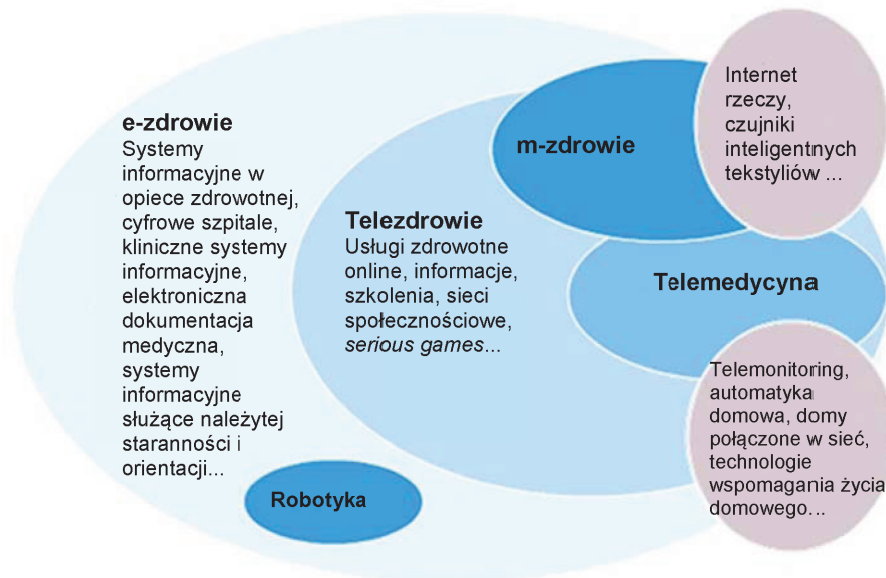 e-zdrowie
Systemy
informacyjne w
opiece zdrowotnej,
cyfrowe szpitale,
kliniczne systemy
informacyjne,
elektroniczna
dokumentacja
medyczna,
systemy
informacyjne
służące należytej
staranności i
orientacji...
Telezdrowie
Usługi zdrowotne
online, informacje,
szkolenia, sieci
społecznościowe,
serious games...
m-zdrowie
Internet
rzeczy,
czujniki
inteligentnych
tekstyliów ...
Telemedycyna
Telemonitoring,
automatyka
domowa, domy
połączone w sieć,
technologie
wspomagania życia
domowego...
Robotyka